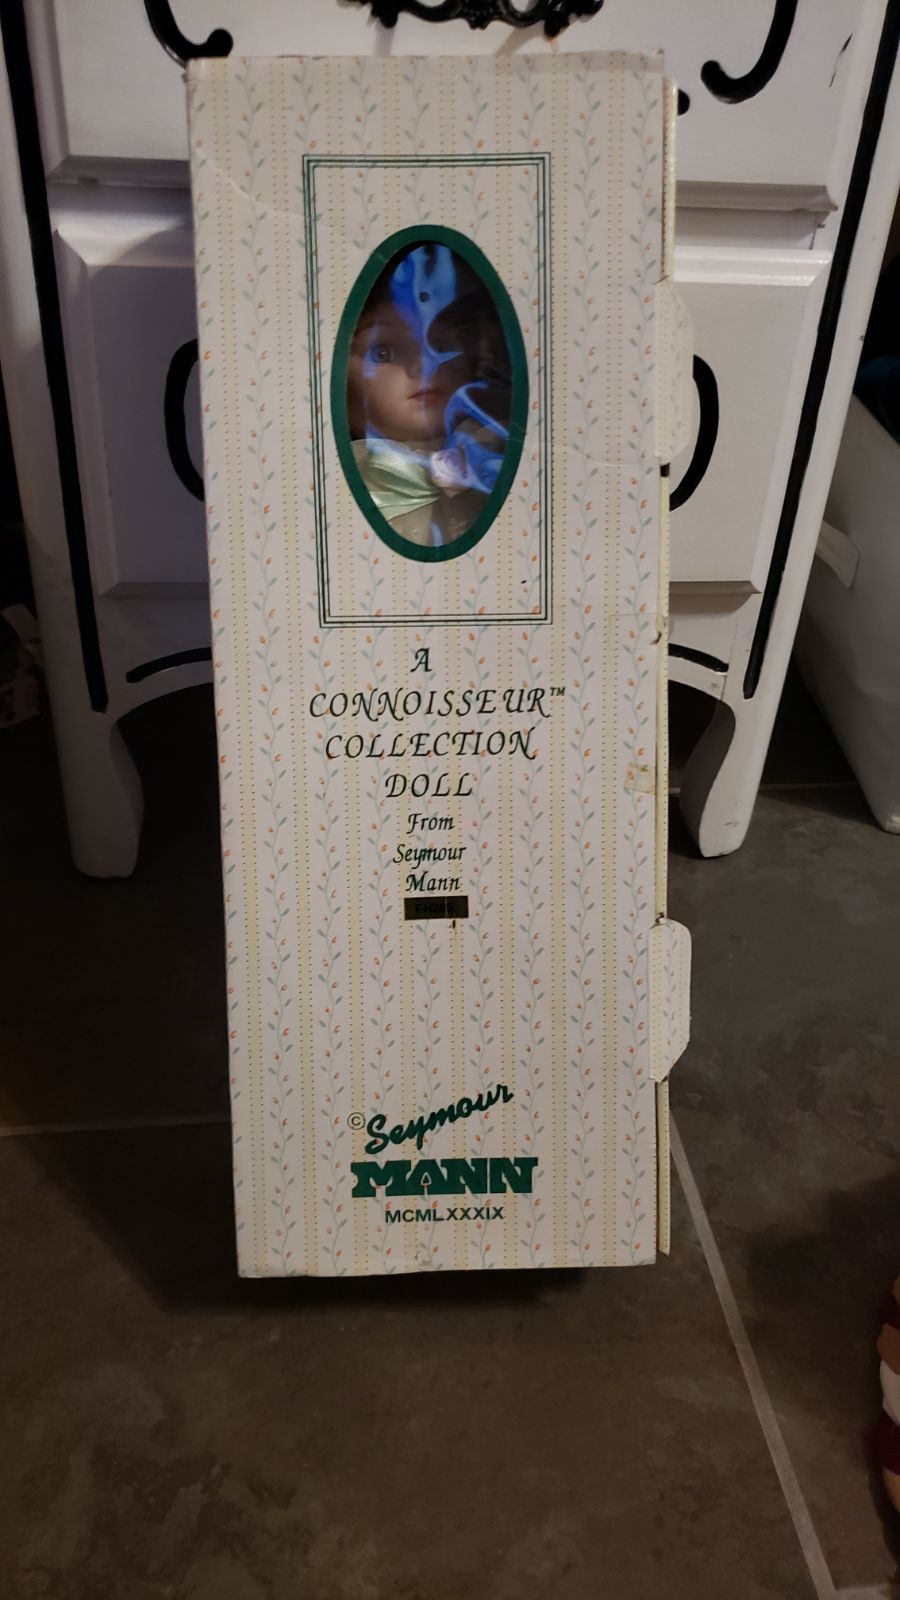 A
CONNOISSEUR™
COLLECTION
DOLL
From
Seymour
Mann
© Seymour
MANN
MCMLXXXIX